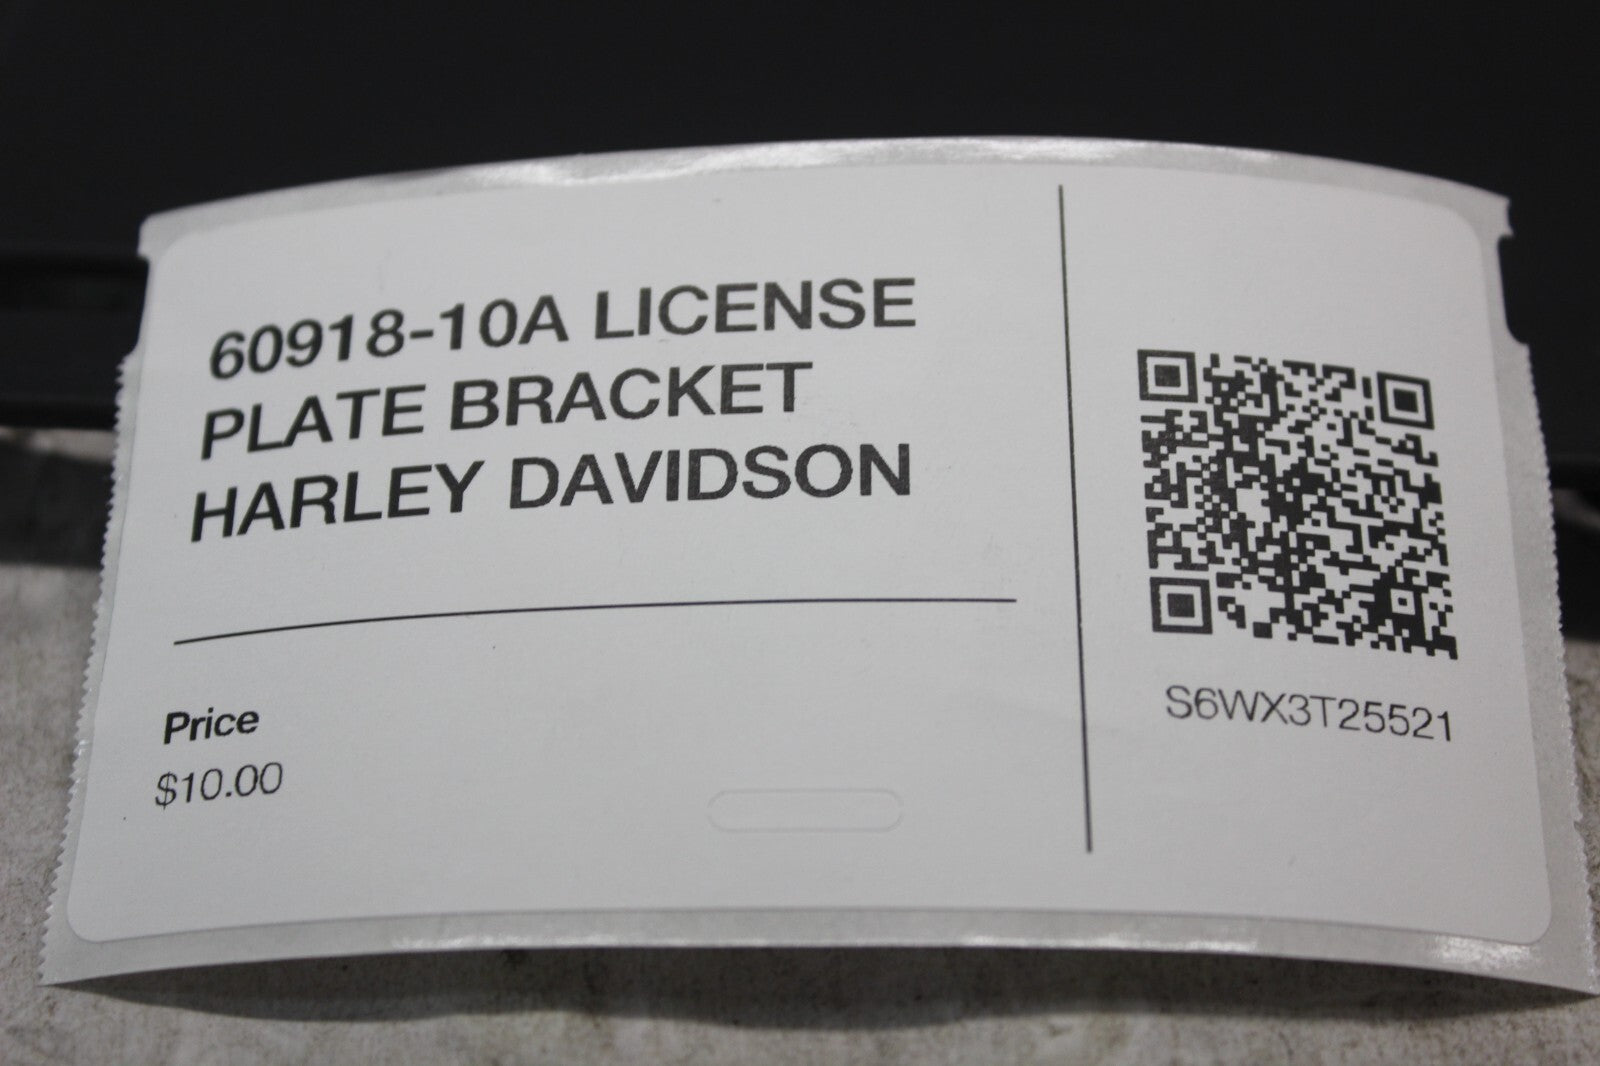 60918-10A LICENSE
PLATE BRACKET
HARLEY DAVIDSON
Price
$10.00
S6WX3T25521